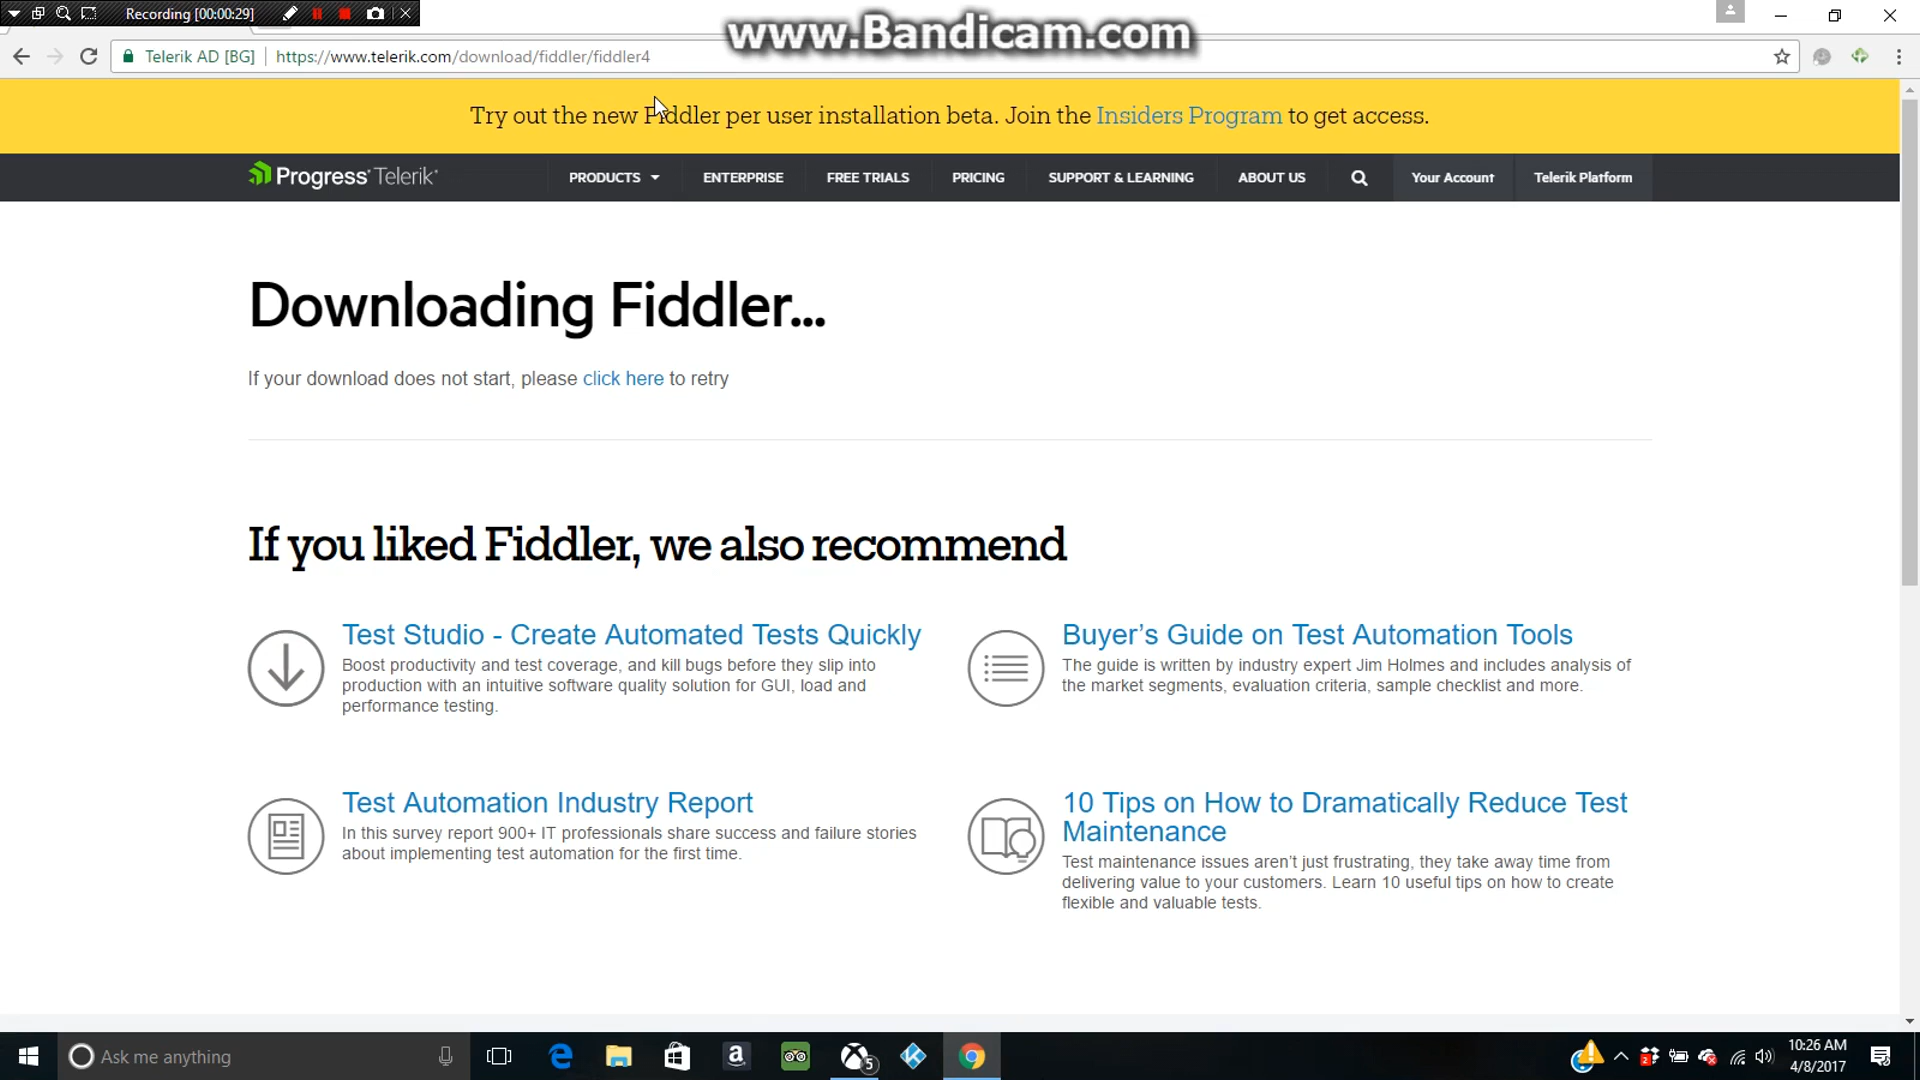 Recording [00:00:29]
www.Bandicam.com
Telerik AD [BG] https://www.telerik.com/download/fiddler/fiddler4
Try out the new Fiddler per user installation beta. Join the Insiders Program to get access.
Progress Telerik
PRODUCTS ENTERPRISE FREE TRIALS PRICING SUPPORT & LEARNING ABOUT US Your Account Telerik Platform
Downloading Fiddler...
If your download does not start, please click here to retry
If you liked Fiddler, we also recommend
Test Studio - Create Automated Tests Quickly
Boost productivity and test coverage, and kill bugs before they slip into
production with an intuitive software quality solution for GUI, load and
performance testing.
Buyer’s Guide on Test Automation Tools
The guide is written by industry expert Jim Holmes and includes analysis of
the market segments, evaluation criteria, sample checklist and more.
Test Automation Industry Report
In this survey report 900+ IT professionals share success and failure stories
about implementing test automation for the first time.
10 Tips on How to Dramatically Reduce Test
Maintenance
Test maintenance issues aren’t just frustrating, they take away time from
delivering value to your customers. Learn 10 useful tips on how to create
flexible and valuable tests.
Ask me anything
5
2
10:26 AM
4/8/2017